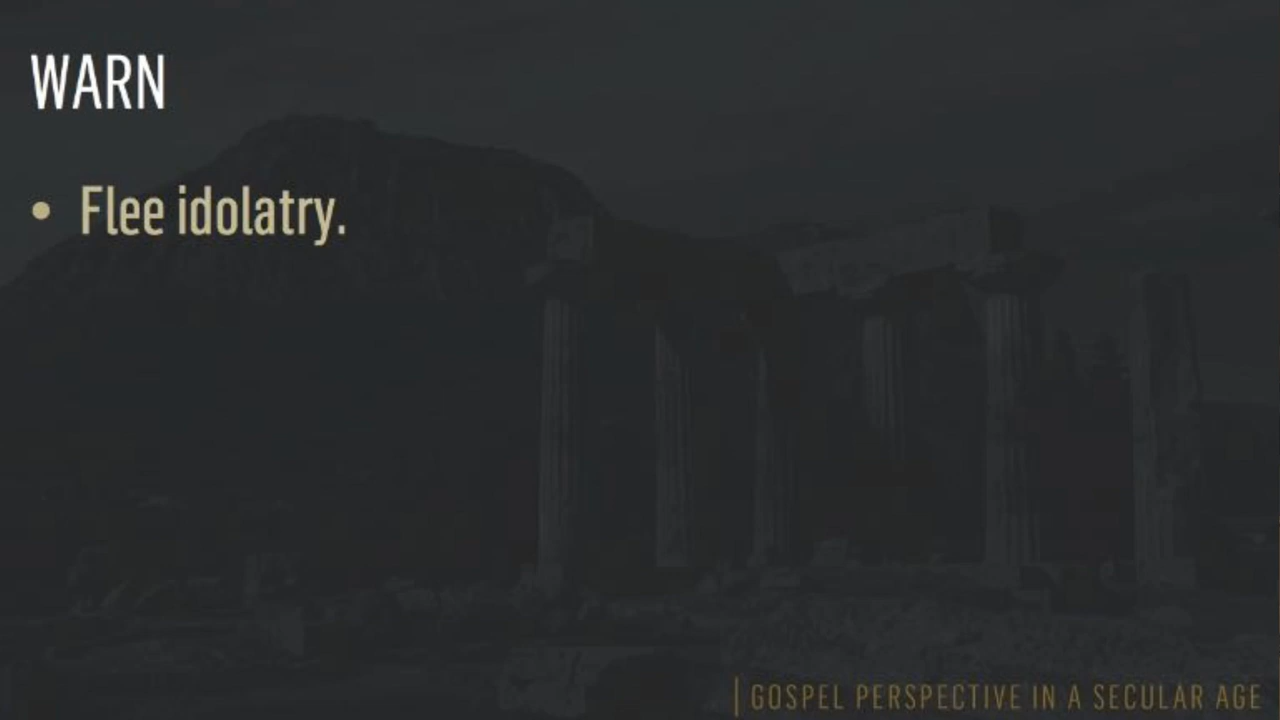 WARN
• Flee idolatry.
| GOSPEL PERSPECTIVE IN A SECULAR AGE